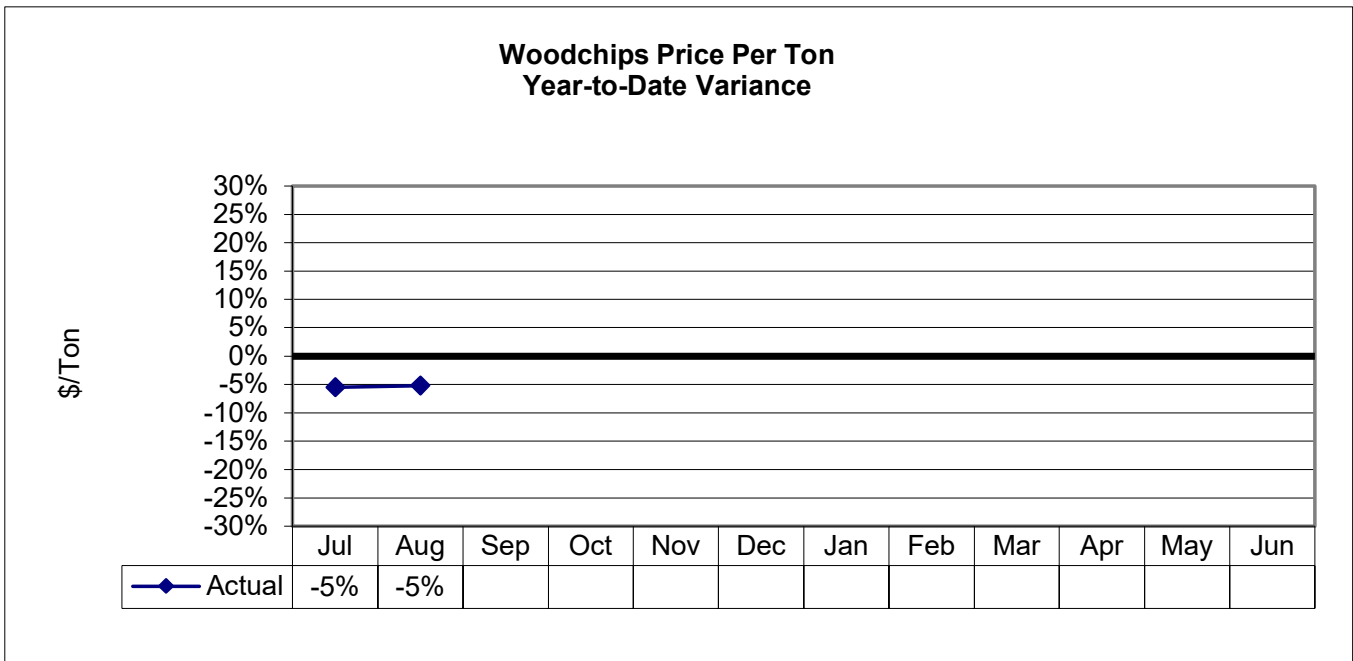 Woodchips Price Per Ton
Year-to-Date Variance
$/Ton
30%
25%
20%
15%
10%
5%
0%
-5%
-10%
-15%
-20%
-25%
-30%
Jul Aug Sep Oct Nov Dec Jan Feb Mar Apr May Jun
Actual -5% -5%